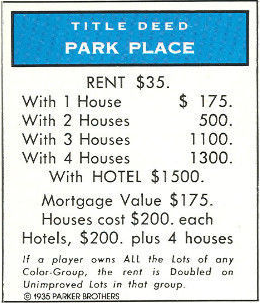 TITLE DEED
PARK PLACE
RENT $35.
With 1 House $ 175.
With 2 Houses 500.
With 3 Houses 1100.
With 4 Houses 1300.
With HOTEL $1500.
Mortgage Value $175.
Houses cost $200. each
Hotels, $200. plus 4 houses
If a player owns ALL the Lots of any
Color-Group, the rent is Doubled on
Unimproved Lots in that group.
© 1935 PARKER BROTHERS